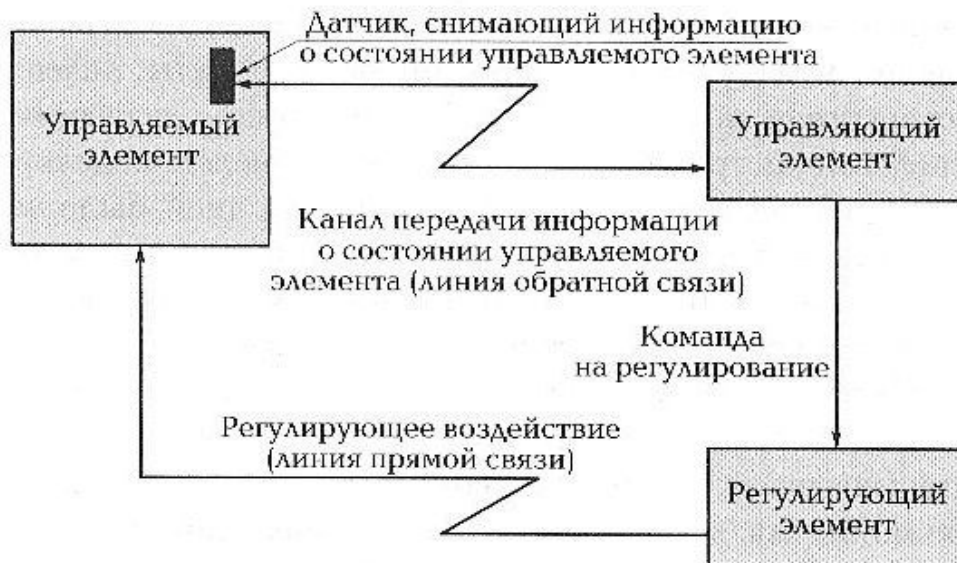 Датчик, снимающий информацию
о состоянии управляемого элемента
Управляемый
элемент
Управляющий
элемент
Канал передачи информации
о состоянии управляемого
элемента (линия обратной связи)
Команда
на регулирование
Регулирующее воздействие
(линия прямой связи)
Регулирующий
элемент